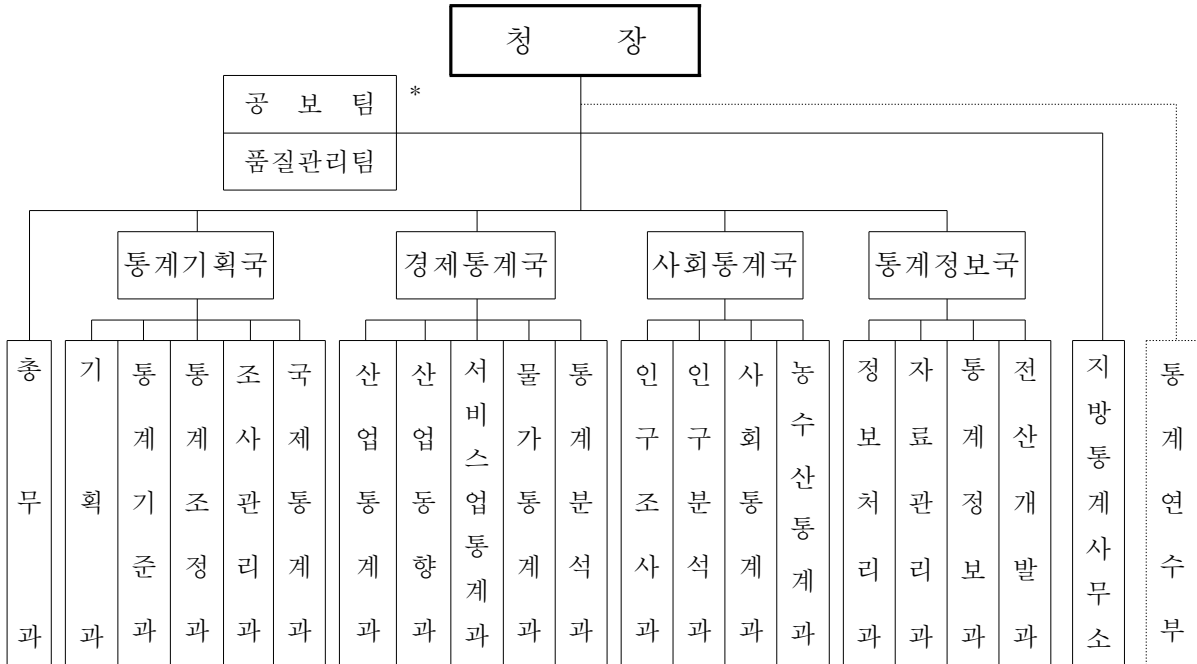 청 장
공 보 팀 *
품질관리팀
통계기획국
경제통계국
사회통계국
통계정보국
총무과
기획과
통계기준과
통계조정과
조사관리과
국제통계과
산업통계과
산업동향과
서비스업통계과
물가통계과
통계분석과
인구조사과
인구분석과
사회통계과
농수산통계과
정보처리과
자료관리과
통계정보과
전산개발과
지방통계사무소
통계연수부